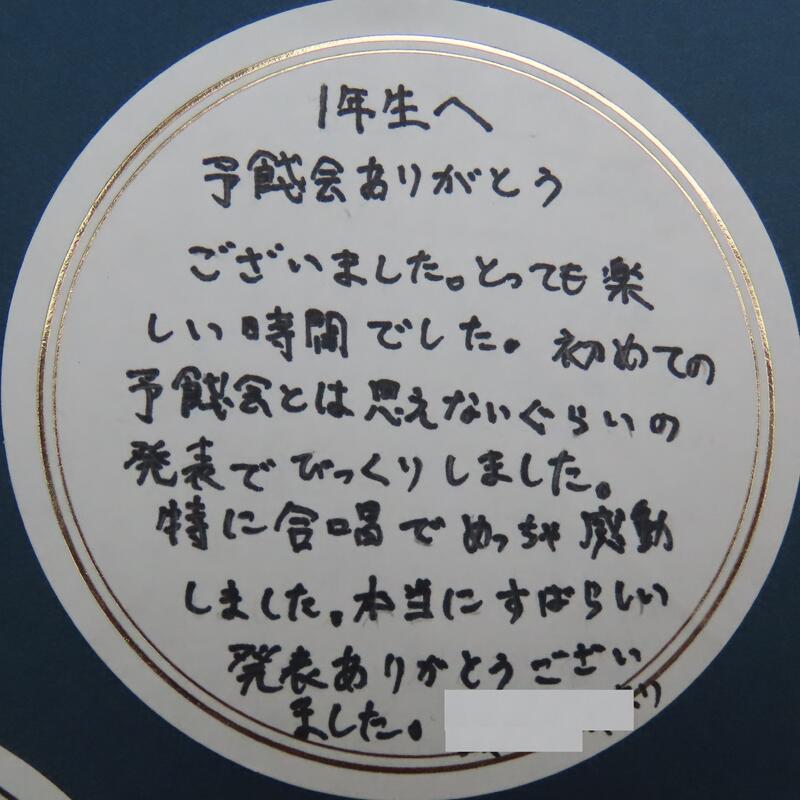 1年生へ
予餞会ありがとう
ございました。とっても楽
しい時間でした。初めての
予餞会とは思えないぐらいの
発表でびっくりしました。
特に合唱でめっちゃ感動
しました。本当にすばらしい
発表ありがとうござい
ました。